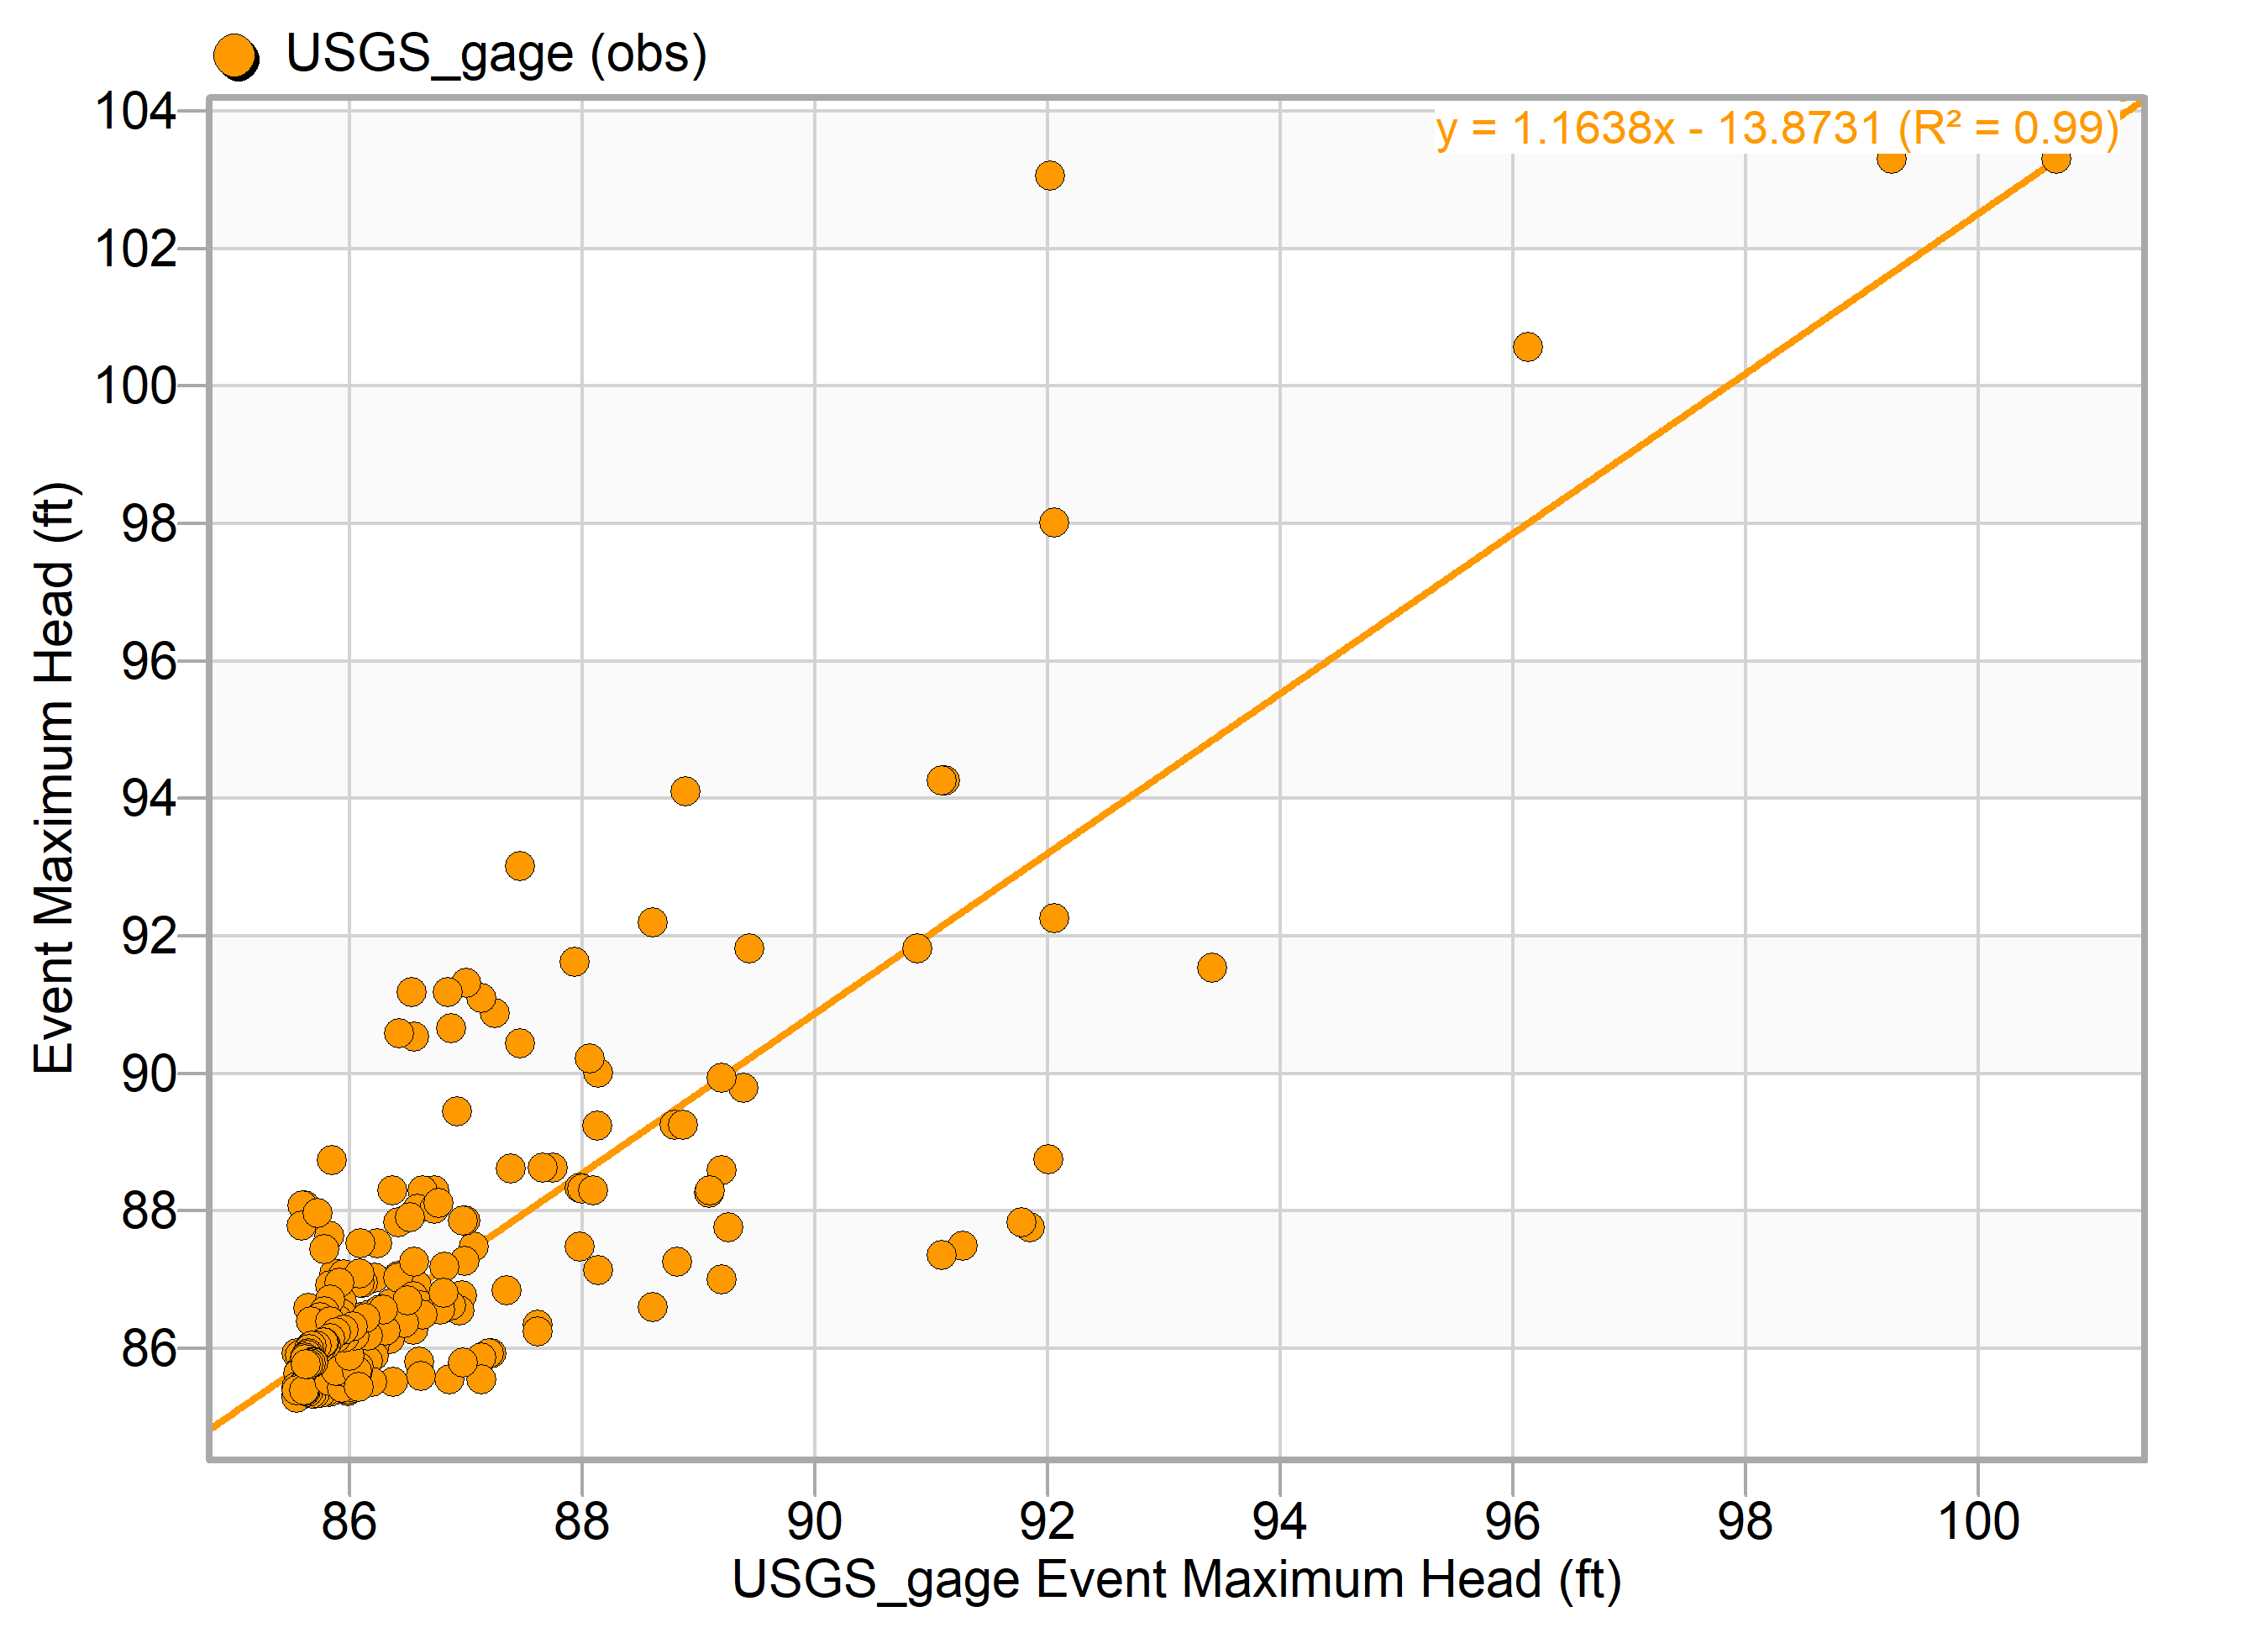 USGS_gage (obs)
y = 1.1638x - 13.8731 (R² = 0.99)
104
102
100
98
96
94
92
90
88
86
Event Maximum Head (ft)
86 88 90 92 94 96 98 100
USGS_gage Event Maximum Head (ft)